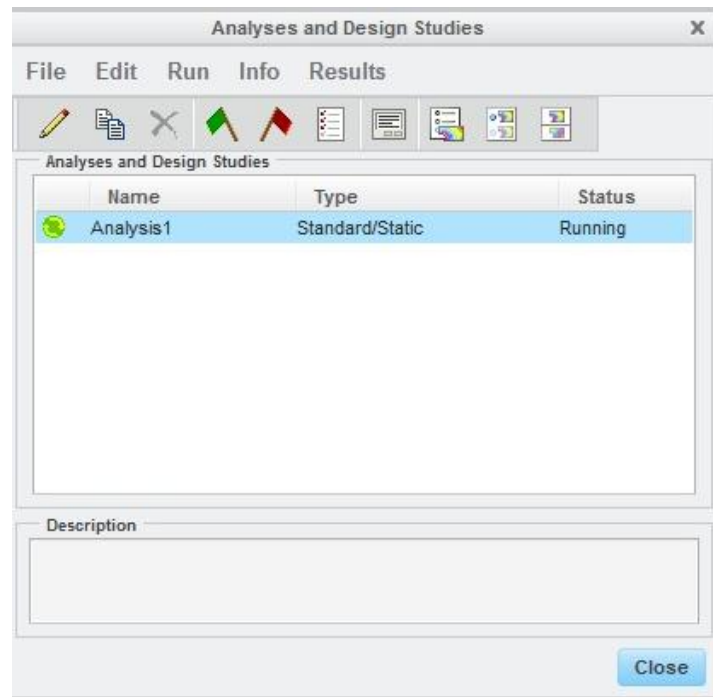 Analyses and Design Studies X
File Edit Run Info Results
Analyses and Design Studies
Name Type Status
Analysis1 Standard/Static Running
Description
Close